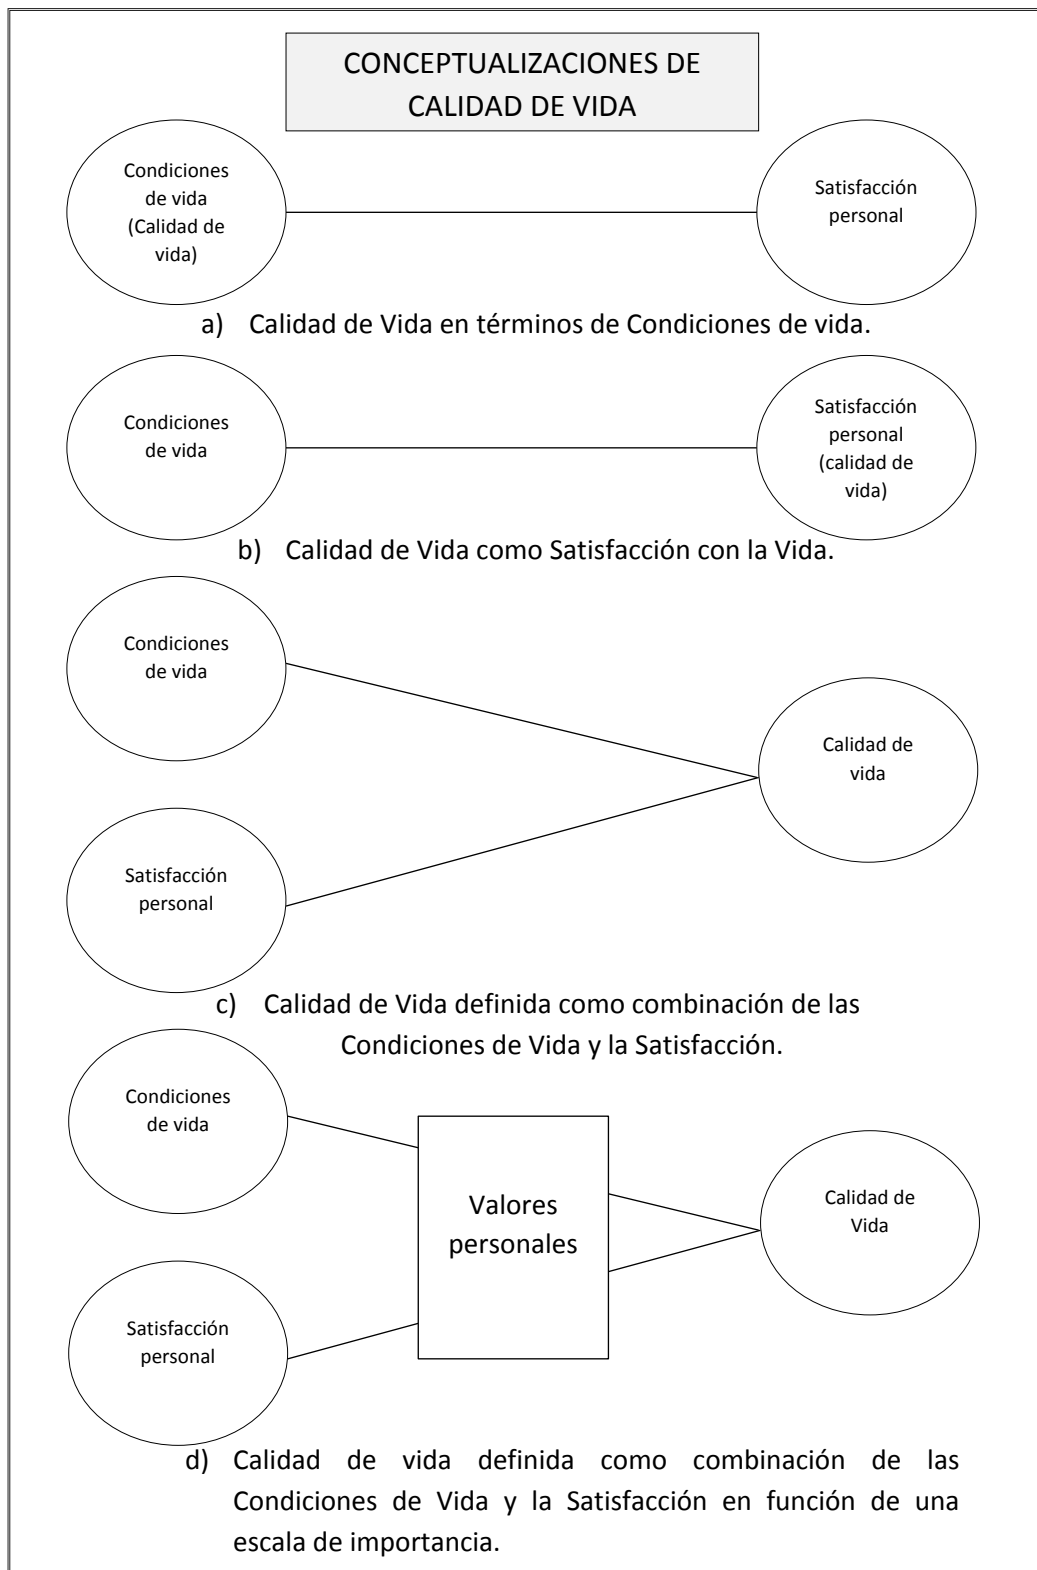 CONCEPTUALIZACIONES DE
CALIDAD DE VIDA
Condiciones
de vida
(Calidad de
vida)
Satisfacción
personal
a) Calidad de Vida en términos de Condiciones de vida.
Condiciones
de vida
Satisfacción
personal
(calidad de
vida)
b) Calidad de Vida como Satisfacción con la Vida.
Condiciones
de vida
Calidad de
vida
Satisfacción
personal
c) Calidad de Vida definida como combinación de las
Condiciones de Vida y la Satisfacción.
Condiciones
de vida
Valores
personales
Calidad de
Vida
Satisfacción
personal
d) Calidad de vida definida como combinación de las
Condiciones de Vida y la Satisfacción en función de una
escala de importancia.